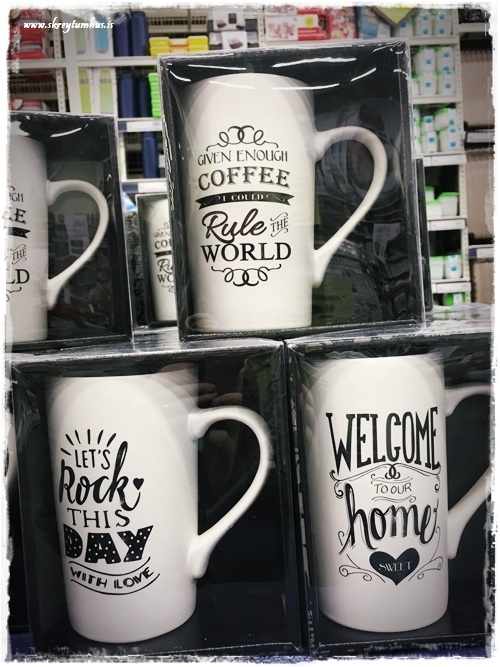 www.skreytumhus.is
GIVEN ENOUGH
COFFEE
I COULD
Rule THE
WORLD
LET'S
Rock
THIS
DAY
WITH LOVE
WELCOME
TO OUR
home
SWEET